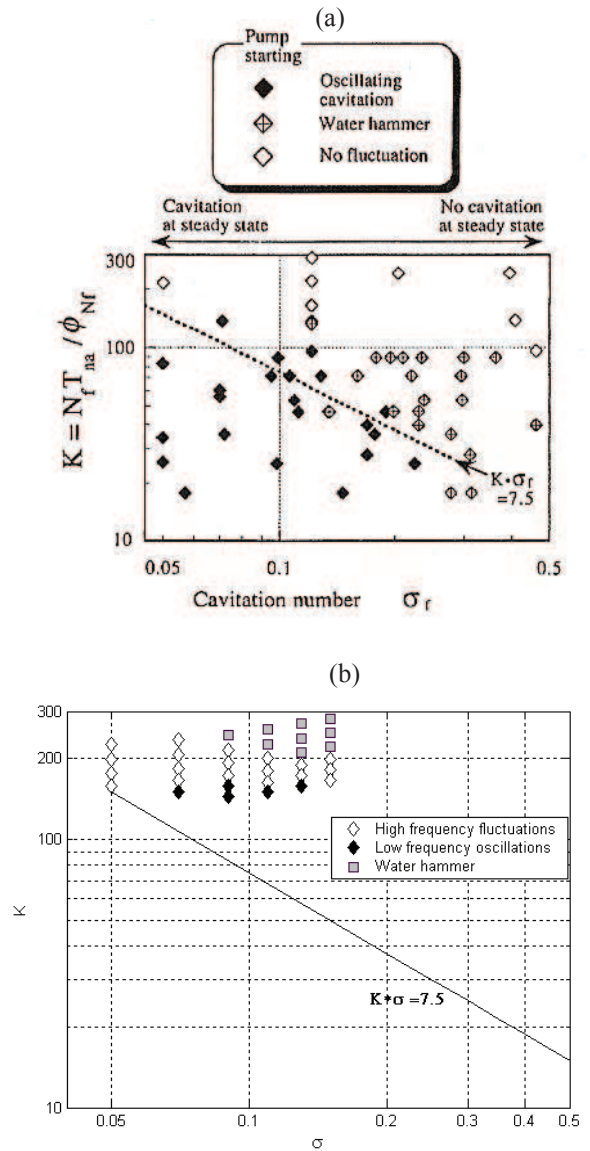 (a)
Pump
starting
Oscillating
cavitation
Water hammer
No fluctuation
Cavitation
at steady state
No cavitation
at steady state
300
100
10
K = N_f T_na / ϕ_Nf
K•σ_f
=7.5
0.05
0.1
0.5
Cavitation number σ_f
(b)
300
200
100
10
K
High frequency fluctuations
Low frequency oscillations
Water hammer
K*σ =7.5
0.05
0.1
0.2
0.3
0.4
0.5
σ